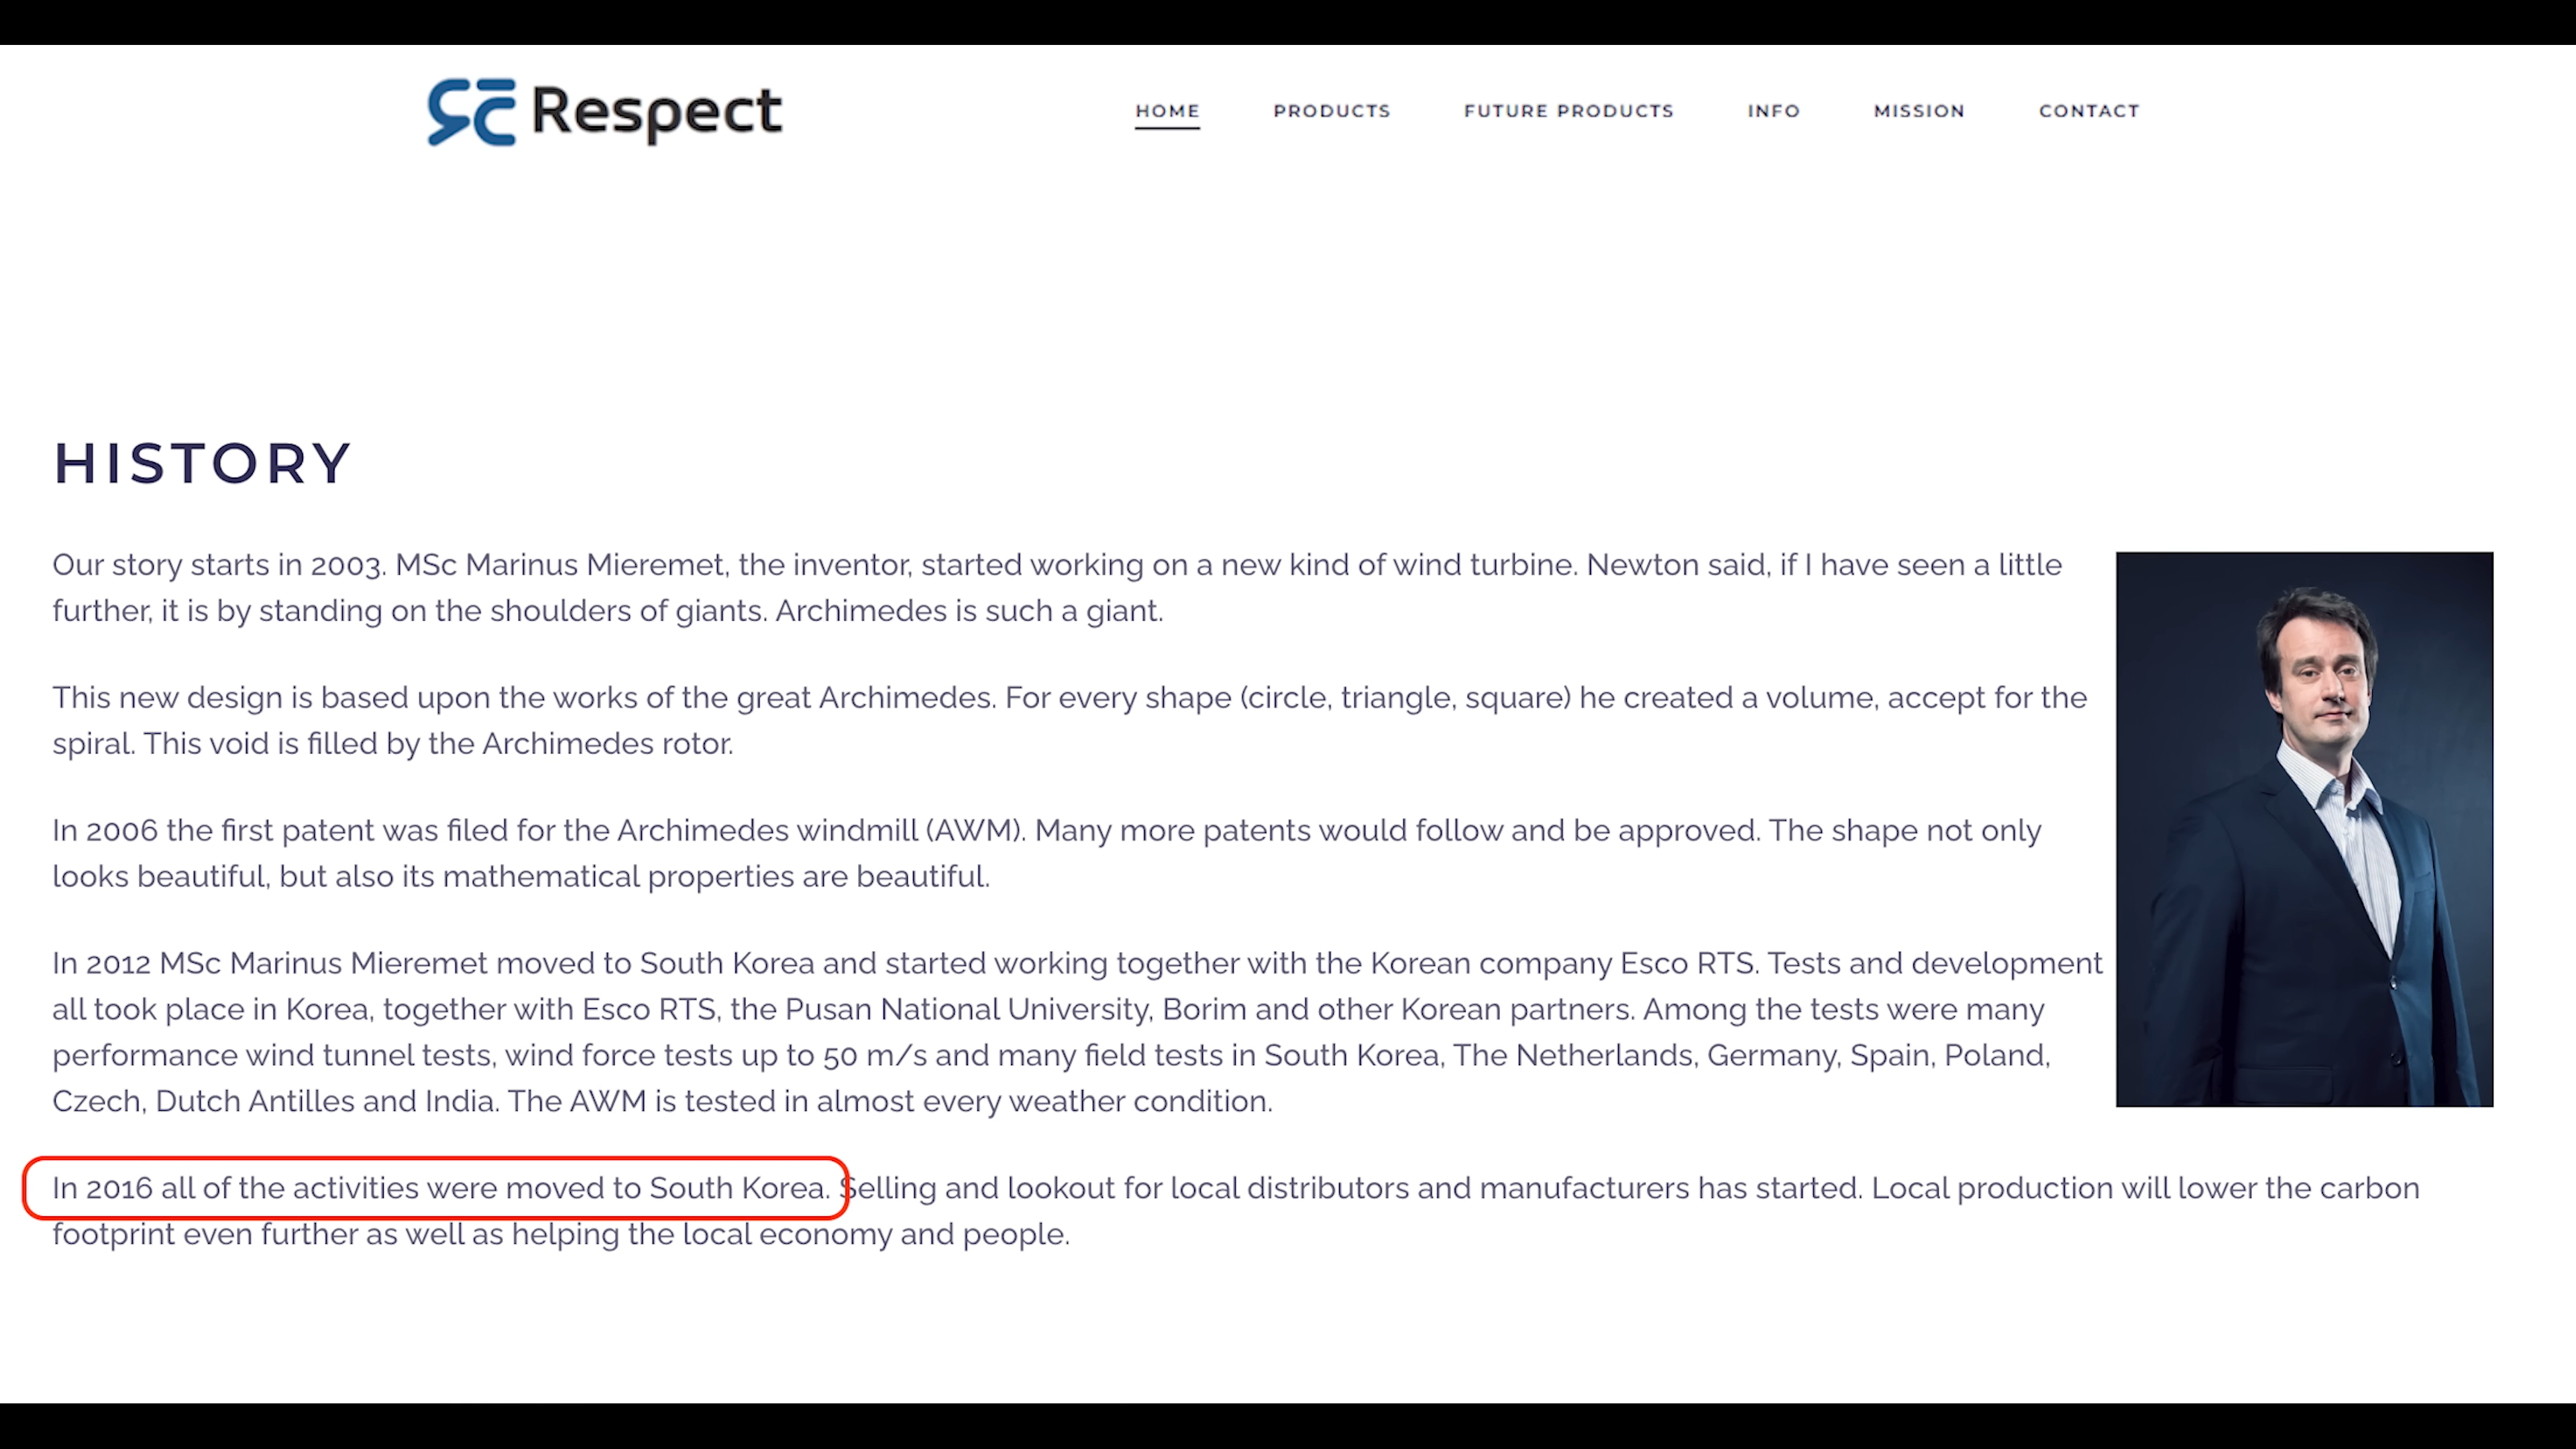 Respect
HOME PRODUCTS FUTURE PRODUCTS INFO MISSION CONTACT
HISTORY
Our story starts in 2003. MSc Marinus Mieremet, the inventor, started working on a new kind of wind turbine. Newton said, if I have seen a little
further, it is by standing on the shoulders of giants. Archimedes is such a giant.
This new design is based upon the works of the great Archimedes. For every shape (circle, triangle, square) he created a volume, accept for the
spiral. This void is filled by the Archimedes rotor.
In 2006 the first patent was filed for the Archimedes windmill (AWM). Many more patents would follow and be approved. The shape not only
looks beautiful, but also its mathematical properties are beautiful.
In 2012 MSc Marinus Mieremet moved to South Korea and started working together with the Korean company Esco RTS. Tests and development
all took place in Korea, together with Esco RTS, the Pusan National University, Borim and other Korean partners. Among the tests were many
performance wind tunnel tests, wind force tests up to 50 m/s and many field tests in South Korea, The Netherlands, Germany, Spain, Poland,
Czech, Dutch Antilles and India. The AWM is tested in almost every weather condition.
In 2016 all of the activities were moved to South Korea. Selling and lookout for local distributors and manufacturers has started. Local production will lower the carbon
footprint even further as well as helping the local economy and people.